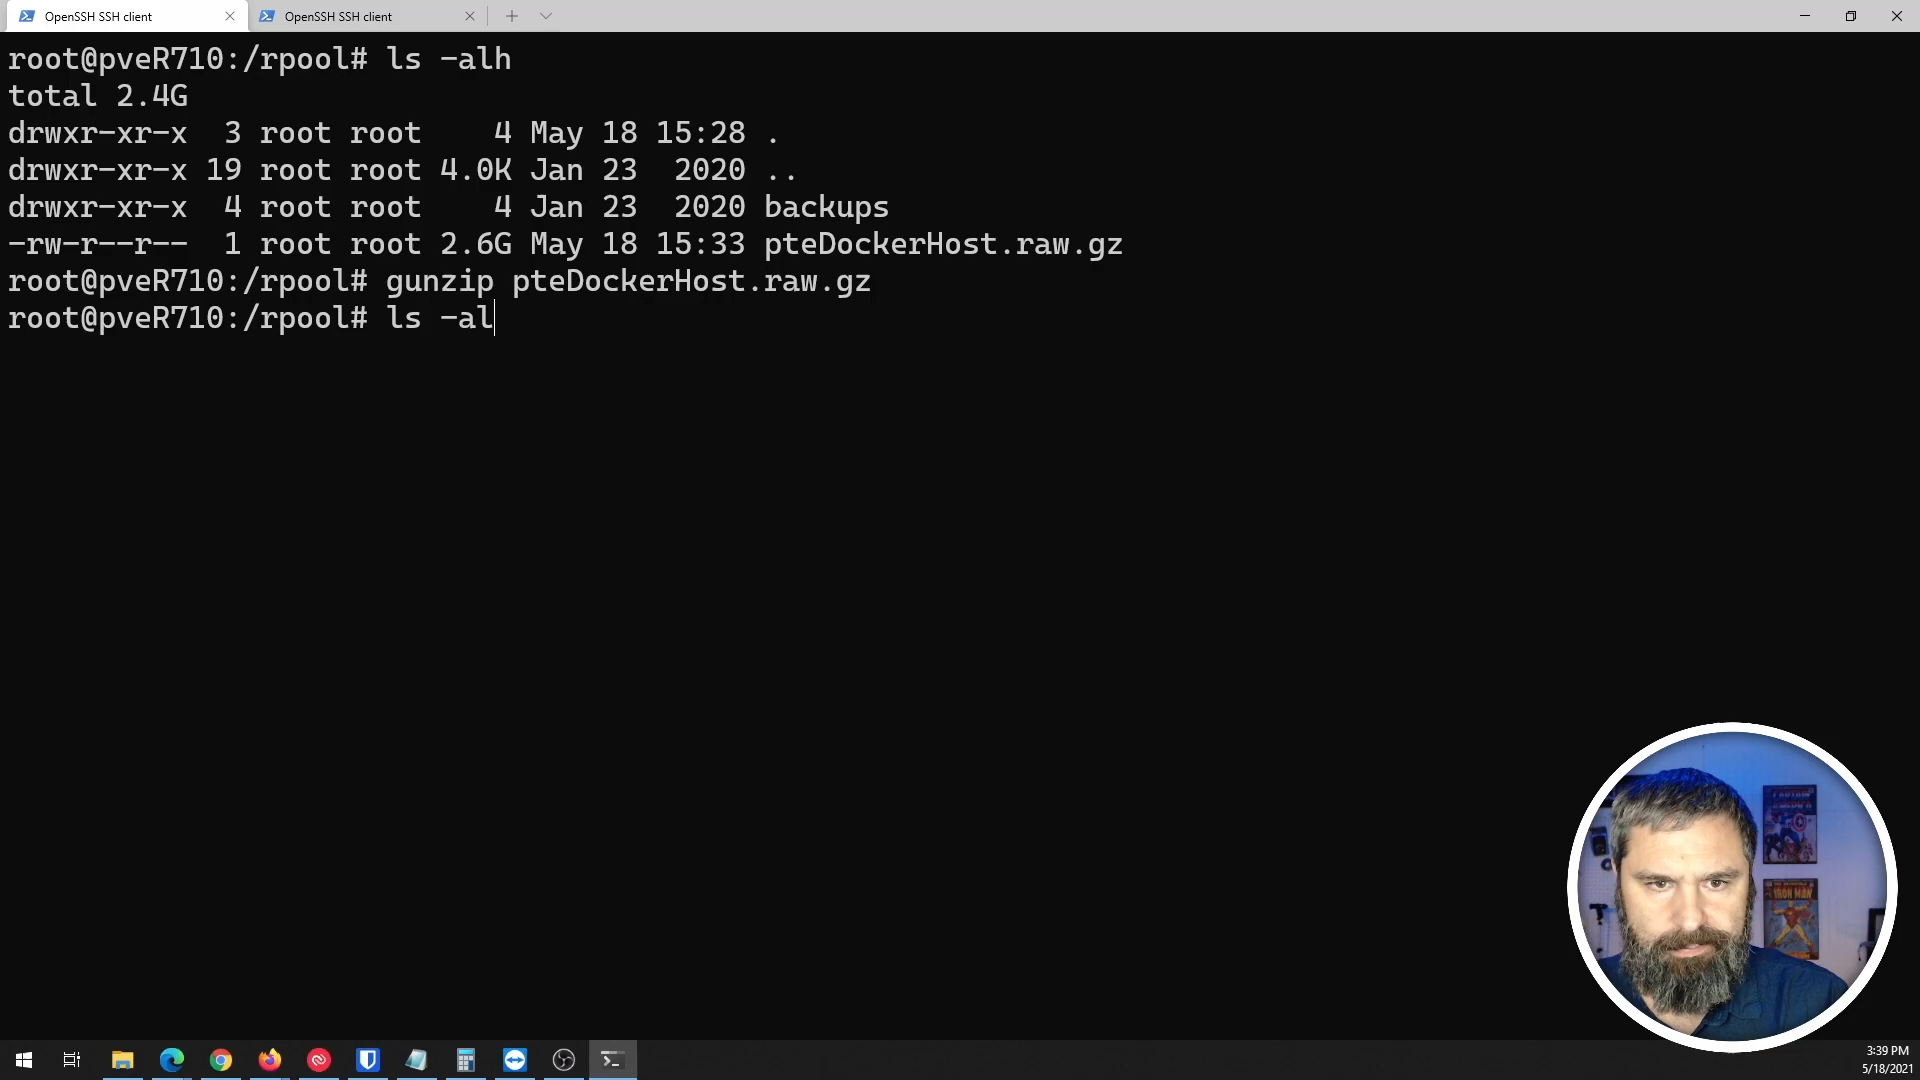 OpenSSH SSH client
OpenSSH SSH client
root@pveR710:/rpool# ls -alh
total 2.4G
drwxr-xr-x  3 root root    4 May 18 15:28 .
drwxr-xr-x 19 root root 4.0K Jan 23  2020 ..
drwxr-xr-x  4 root root    4 Jan 23  2020 backups
-rw-r--r--  1 root root 2.6G May 18 15:33 pteDockerHost.raw.gz
root@pveR710:/rpool# gunzip pteDockerHost.raw.gz
root@pveR710:/rpool# ls -al
CAPTAIN
IRON MAN
3:39 PM
5/18/2021